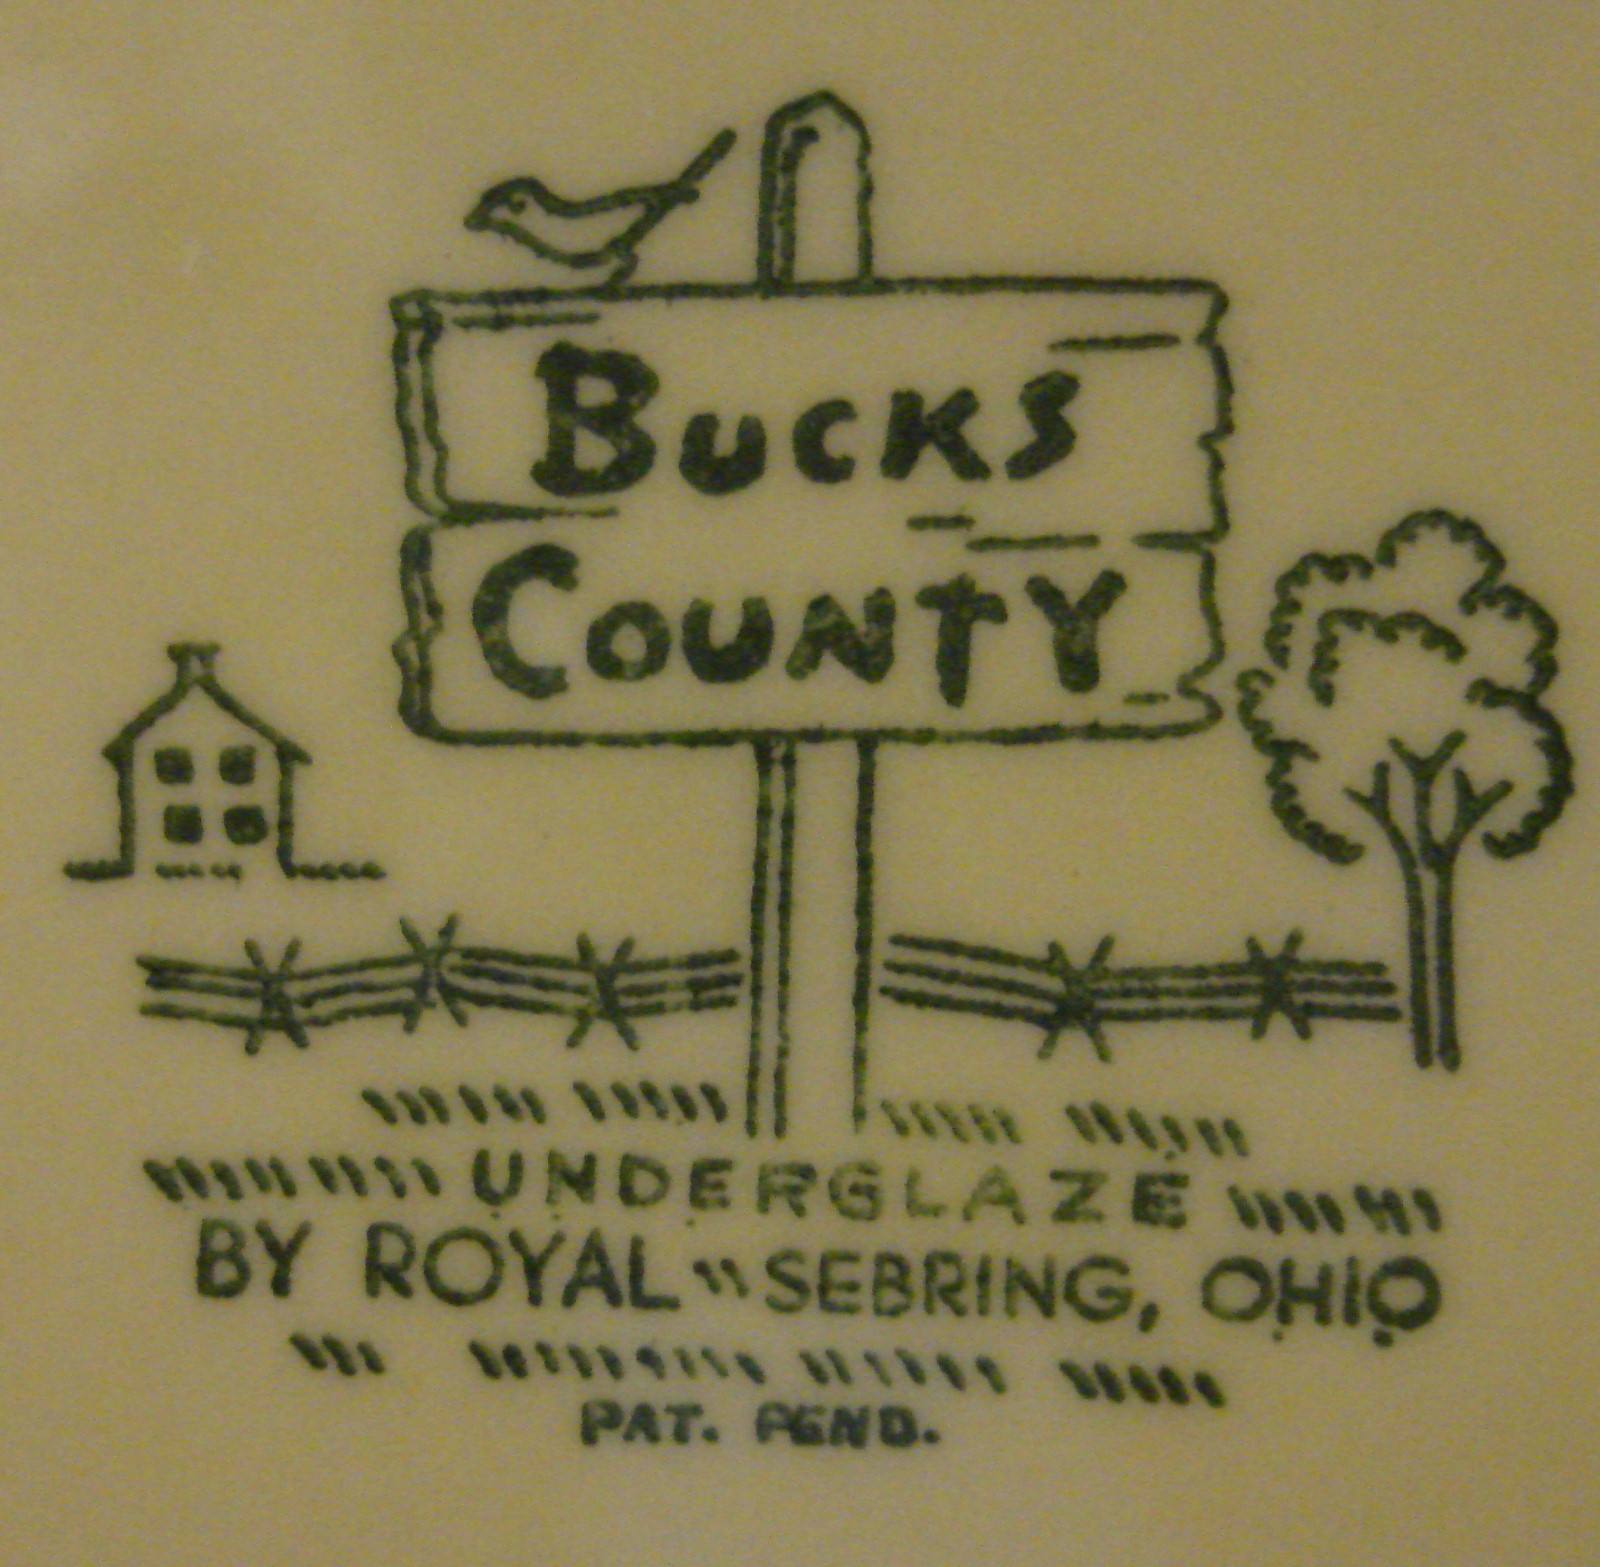 BUCKS
COUNTY
UNDERGLAZE
BY ROYAL SEBRING, OHIO
PAT. PEND.